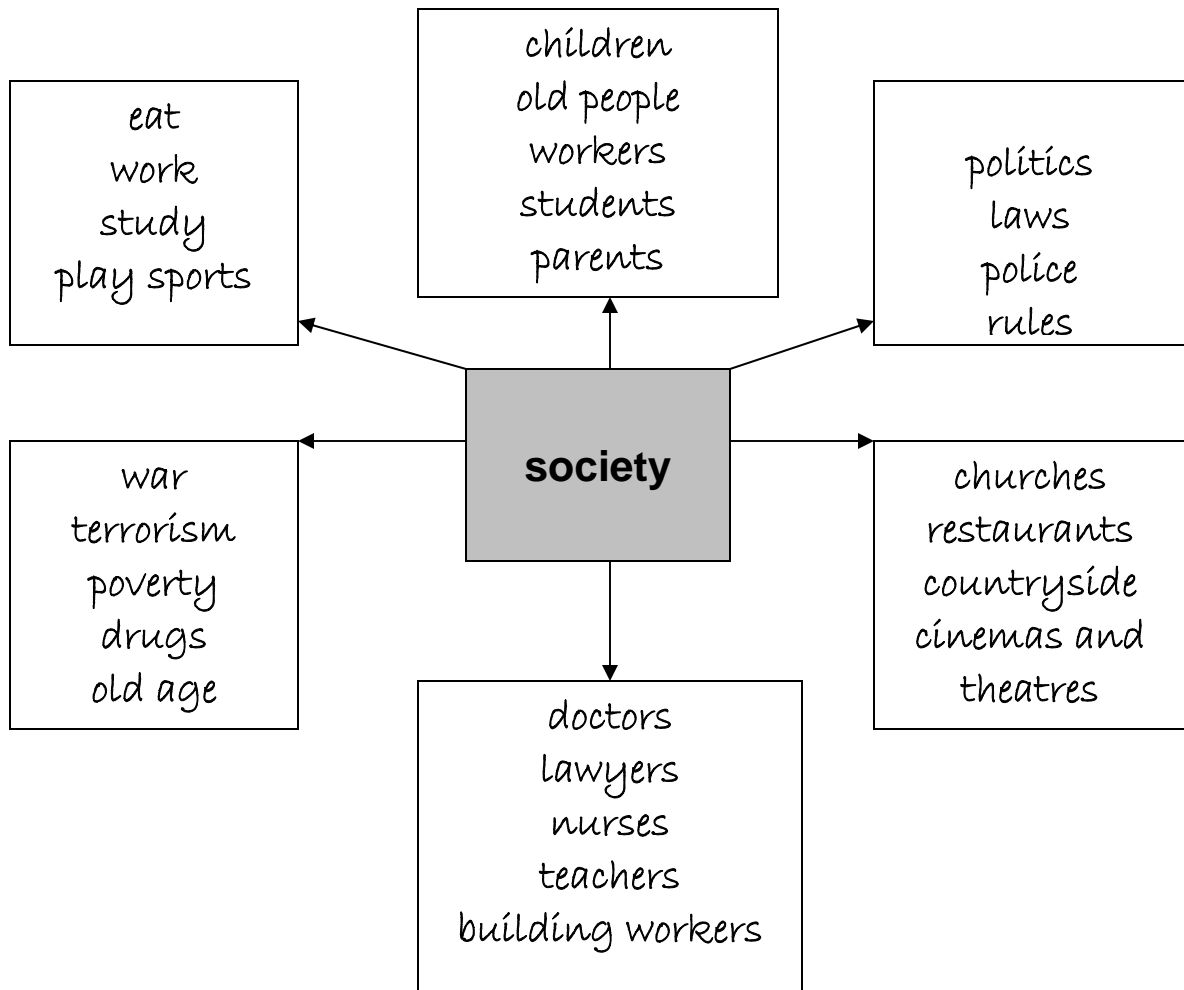 children
old people
workers
students
parents
eat
work
study
play sports
politics
laws
police
rules
society
war
terrorism
poverty
drugs
old age
churches
restaurants
countryside
cinemas and
theatres
doctors
lawyers
nurses
teachers
building workers